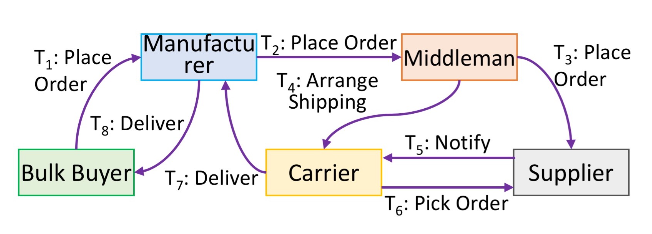 Manufactu
rer
T₁: Place
Order
T₂: Place Order
Middleman
T₃: Place
Order
T₄: Arrange
Shipping
T₈: Deliver
T₅: Notify
Bulk Buyer
T₇: Deliver
Carrier
Supplier
T₆: Pick Order